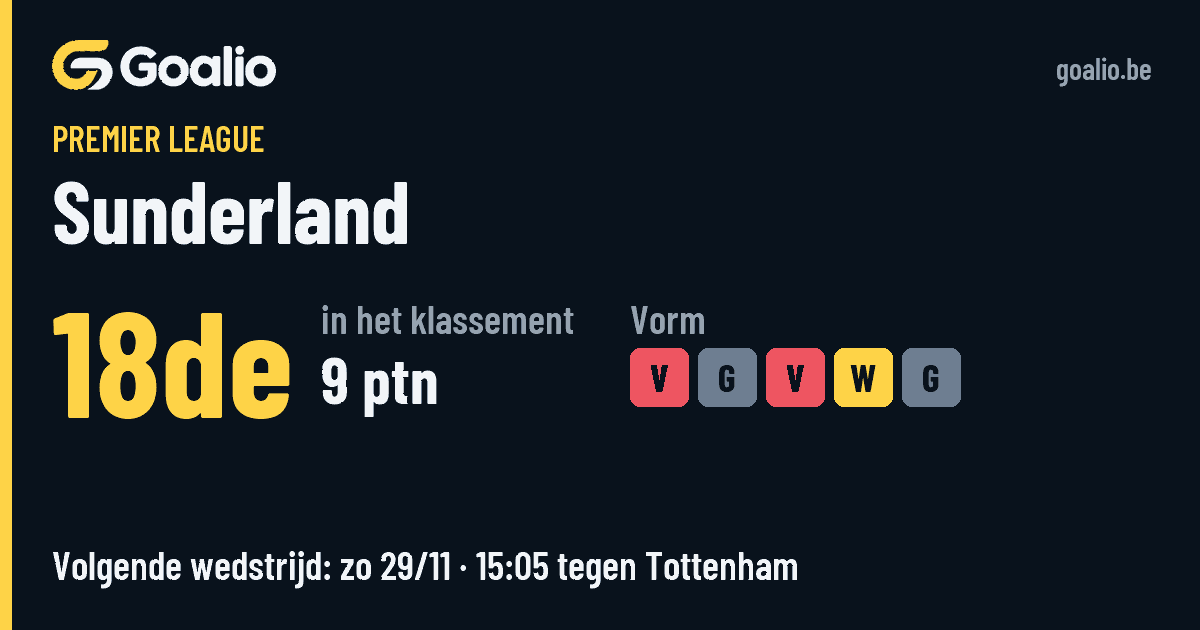 Goalio
goalio.be
PREMIER LEAGUE
Sunderland
18de
in het klassement
9 ptn
Vorm
V G V W G
Volgende wedstrijd: zo 29/11 · 15:05 tegen Tottenham